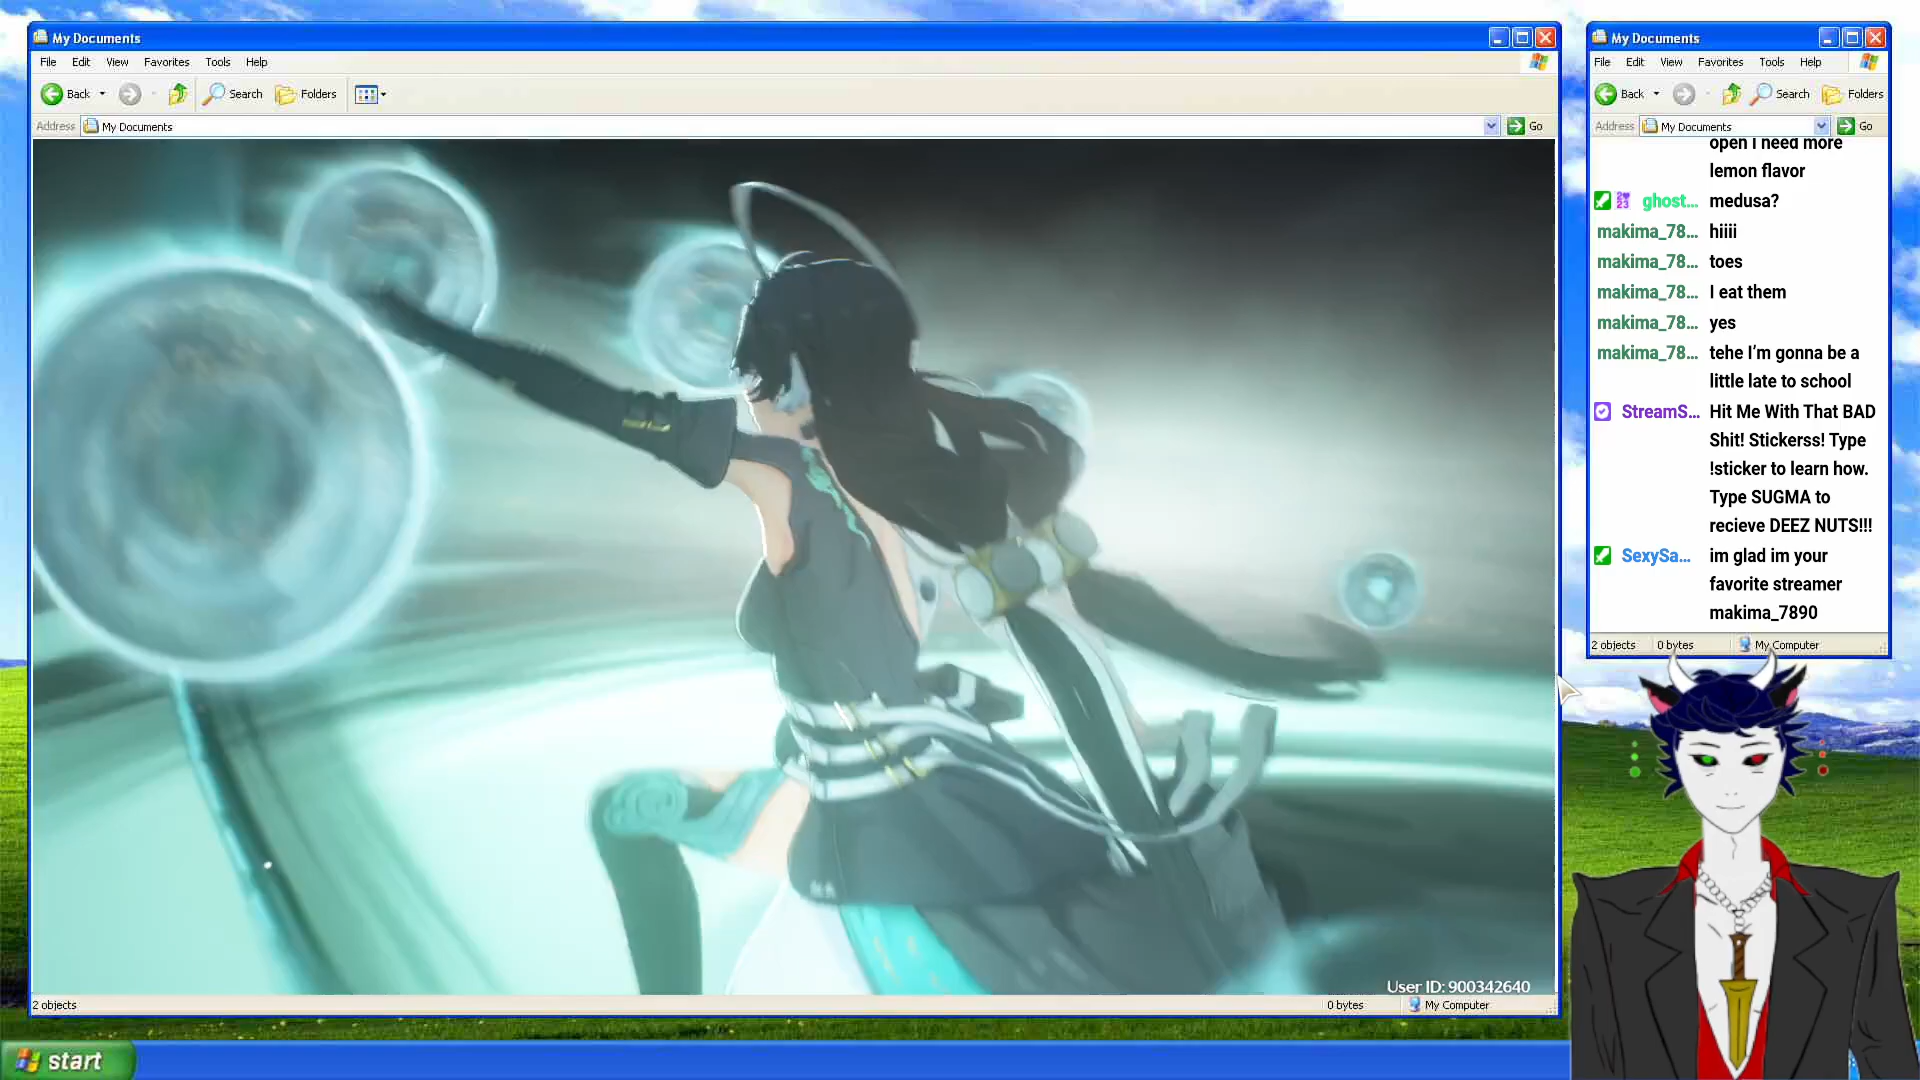 My Documents
File Edit View Favorites Tools Help
Back Search Folders
Address My Documents Go
User ID: 900342640
2 objects 0 bytes My Computer
My Documents
File Edit View Favorites Tools Help
Back Search Folders
Address My Documents Go
open I need more
lemon flavor
ghost... medusa?
makima_78... hiiii
makima_78... toes
makima_78... I eat them
makima_78... yes
makima_78... tehe I’m gonna be a
little late to school
StreamS... Hit Me With That BAD
Shit! Stickerss! Type
!sticker to learn how.
Type SUGMA to
recieve DEEZ NUTS!!!
SexySa... im glad im your
favorite streamer
makima_7890
2 objects 0 bytes My Computer
start